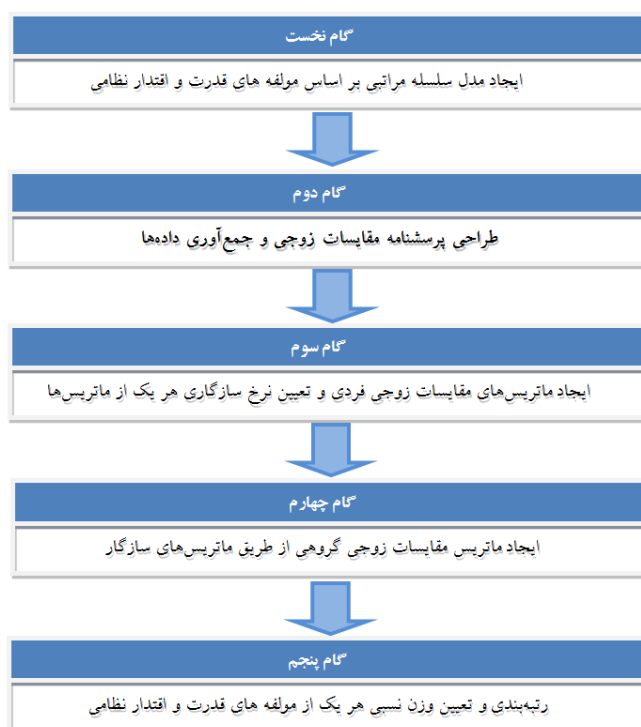 گام نخست
ایجاد مدل سلسله مراتبی بر اساس مولفه های قدرت و اقتدار نظامی
گام دوم
طراحی پرسشنامه مقایسات زوجی و جمع‌آوری داده‌ها
گام سوم
ایجاد ماتریس‌های مقایسات زوجی فردی و تعیین نرخ سازگاری هر یک از ماتریس‌ها
گام چهارم
ایجاد ماتریس مقایسات زوجی گروهی از طریق ماتریس‌های سازگار
گام پنجم
رتبه‌بندی و تعیین وزن نسبی هر یک از مولفه های قدرت و اقتدار نظامی